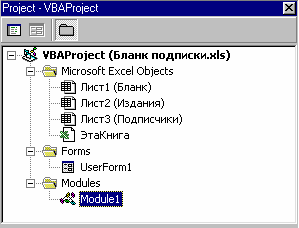 Project - VBAProject
VBAProject (Бланк подписки.xls)
Microsoft Excel Objects
Лист1 (Бланк)
Лист2 (Издания)
Лист3 (Подписчики)
ЭтаКнига
Forms
UserForm1
Modules
Module1